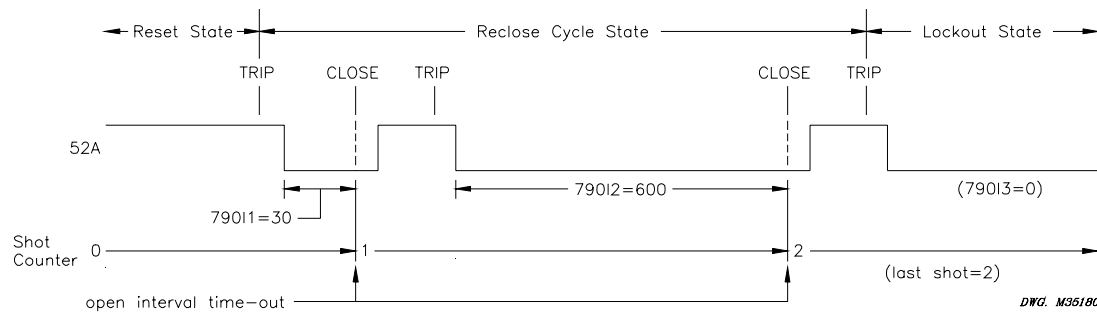 Reset State
Reclose Cycle State
Lockout State
TRIP
CLOSE
TRIP
CLOSE
TRIP
52A
79OI1=30
79OI2=600
(79OI3=0)
Shot
Counter
0
1
2
(last shot=2)
open interval time-out
DWG. M35180